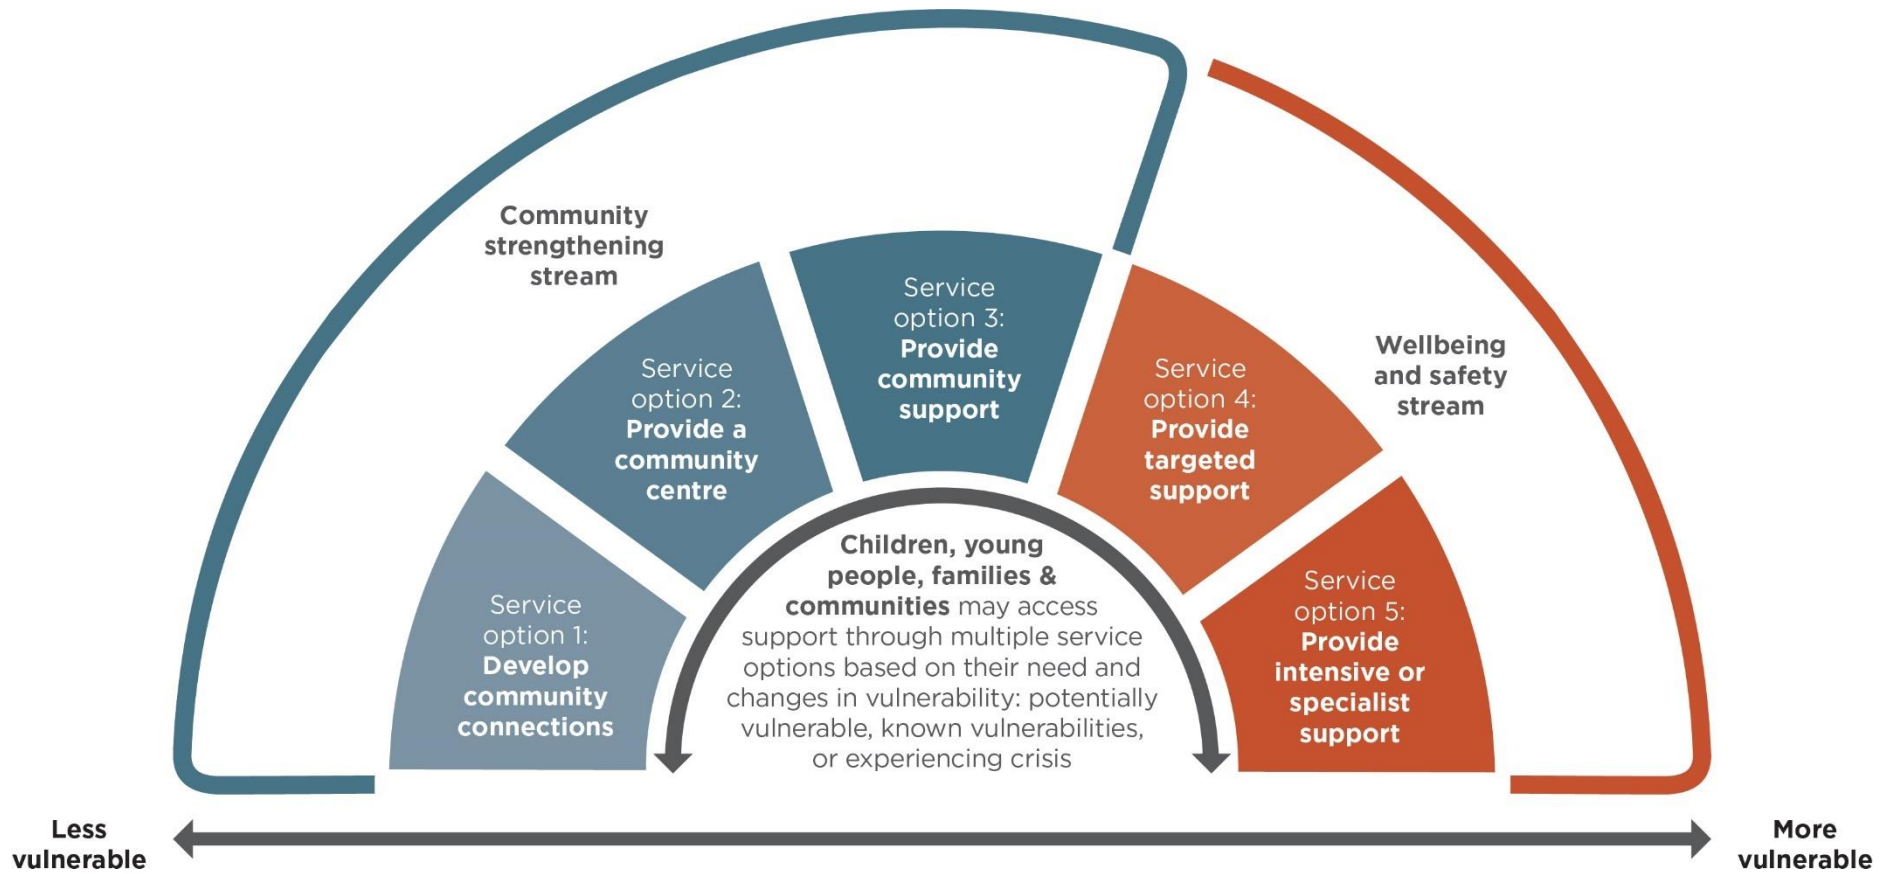 Community
strengthening
stream
Service
option 1:
Develop
community
connections
Service
option 2:
Provide a
community
centre
Service
option 3:
Provide
community
support
Wellbeing
and safety
stream
Service
option 4:
Provide
targeted
support
Service
option 5:
Provide
intensive or
specialist
support
Children, young
people, families &
communities may access
support through multiple service
options based on their need and
changes in vulnerability: potentially
vulnerable, known vulnerabilities,
or experiencing crisis
Less
vulnerable
More
vulnerable